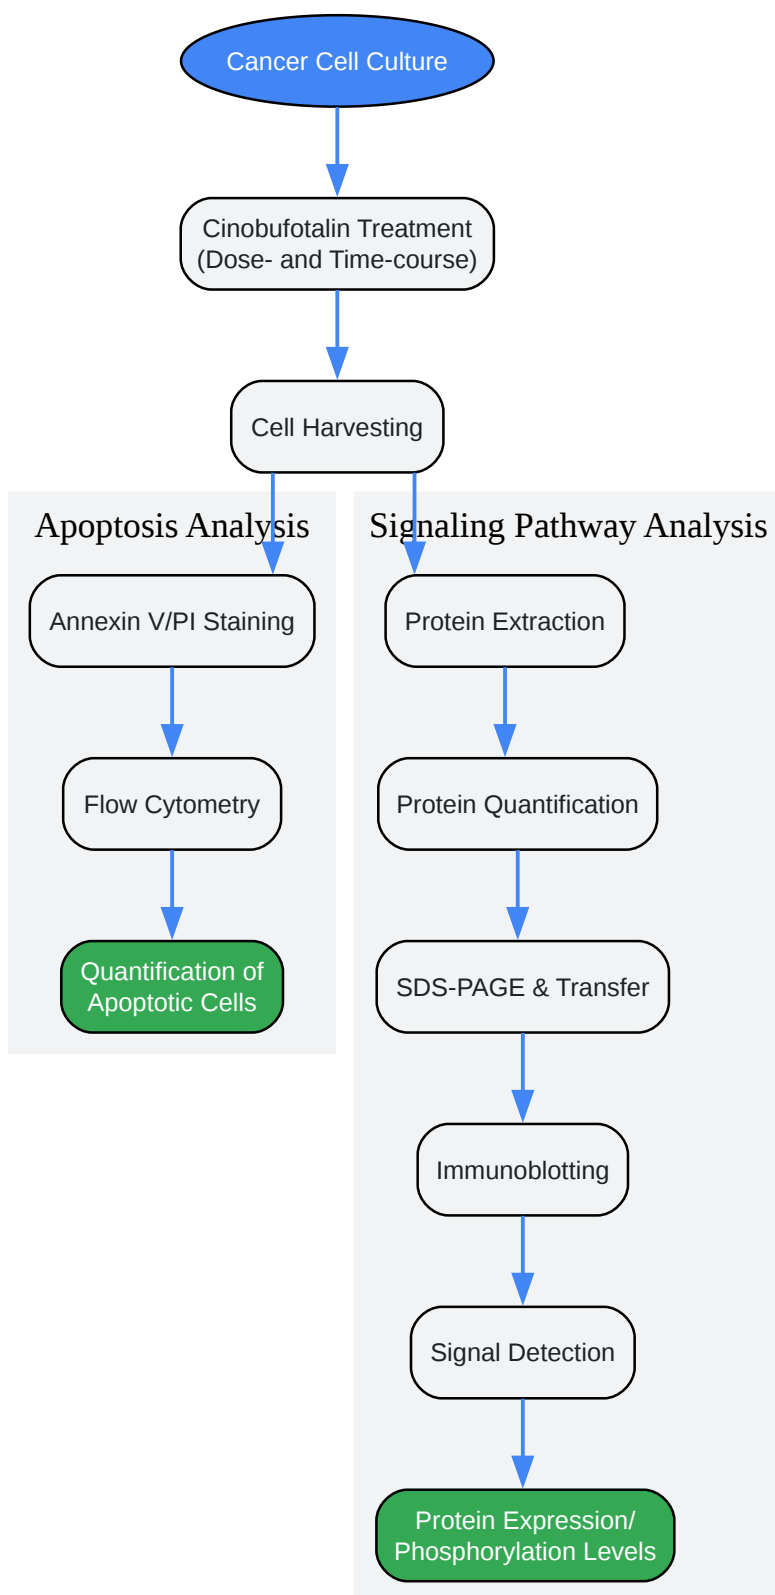 Cancer Cell Culture
Cinobufotalin Treatment
(Dose- and Time-course)
Cell Harvesting
Apoptosis Analysis
Annexin V/PI Staining
Flow Cytometry
Quantification of
Apoptotic Cells
Signaling Pathway Analysis
Protein Extraction
Protein Quantification
SDS-PAGE & Transfer
Immunoblotting
Signal Detection
Protein Expression/
Phosphorylation Levels